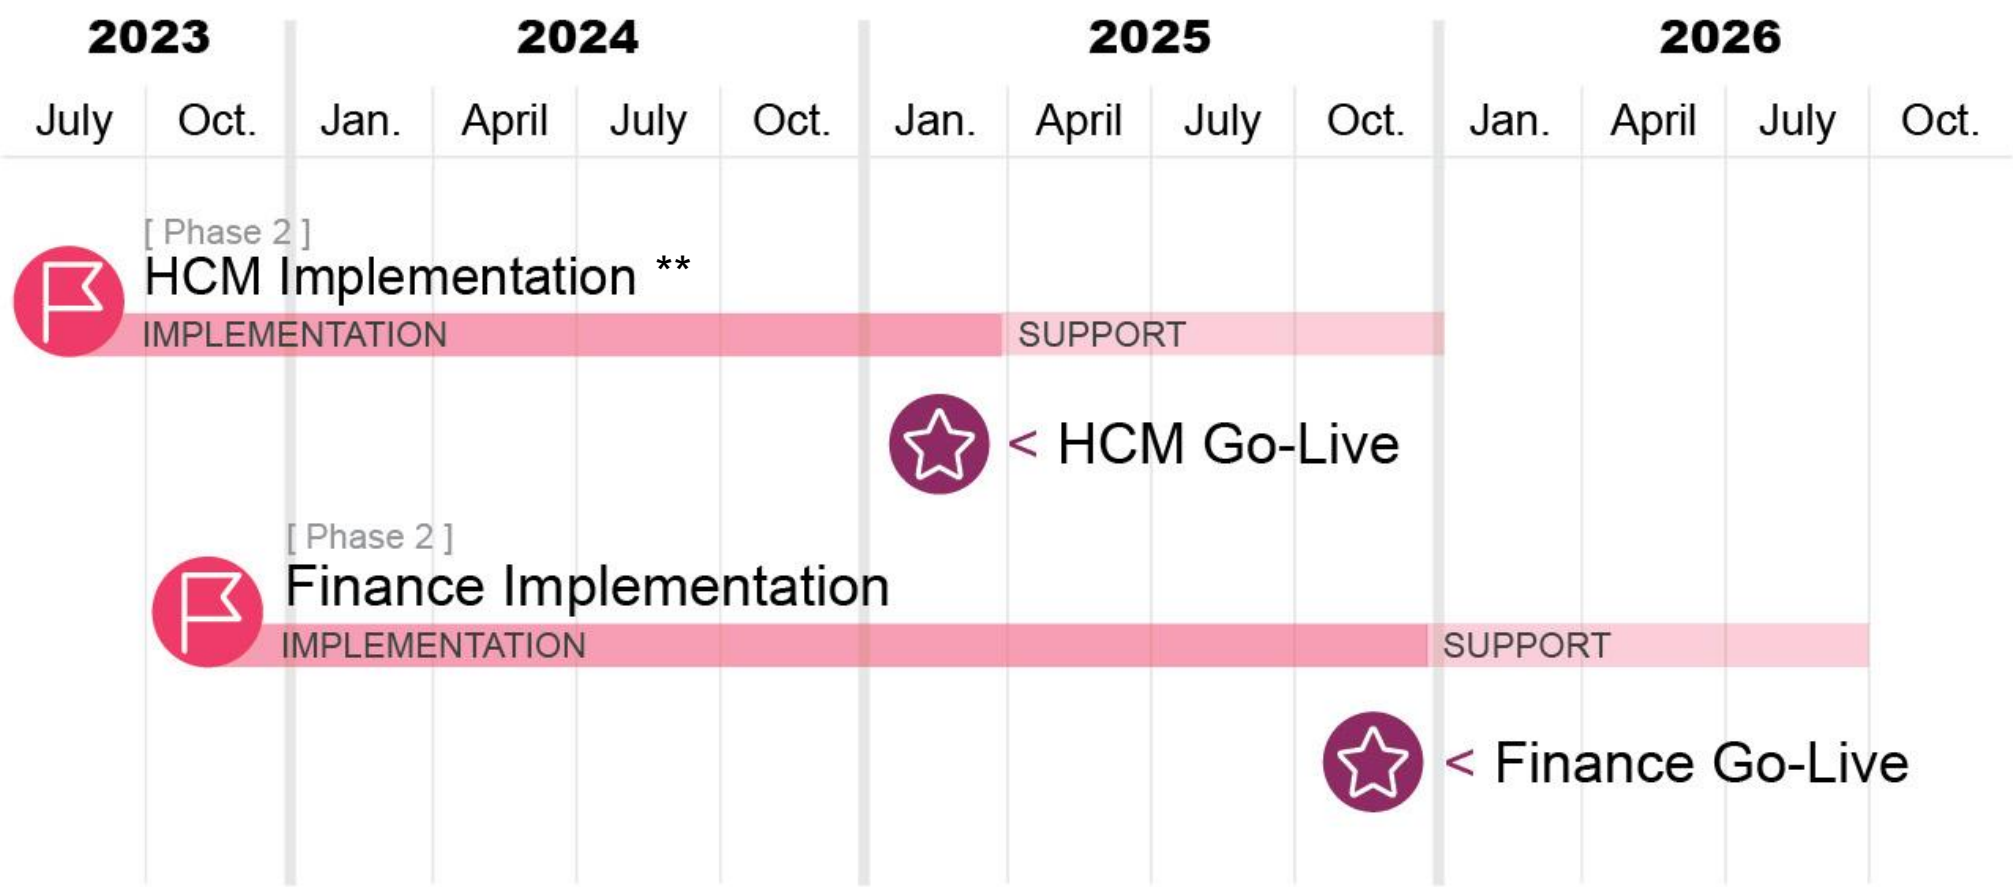 2023 2024 2025 2026
July Oct. Jan. April July Oct. Jan. April July Oct. Jan. April July Oct.
[ Phase 2 ]
HCM Implementation **
IMPLEMENTATION SUPPORT
< HCM Go-Live
[ Phase 2 ]
Finance Implementation
IMPLEMENTATION SUPPORT
< Finance Go-Live